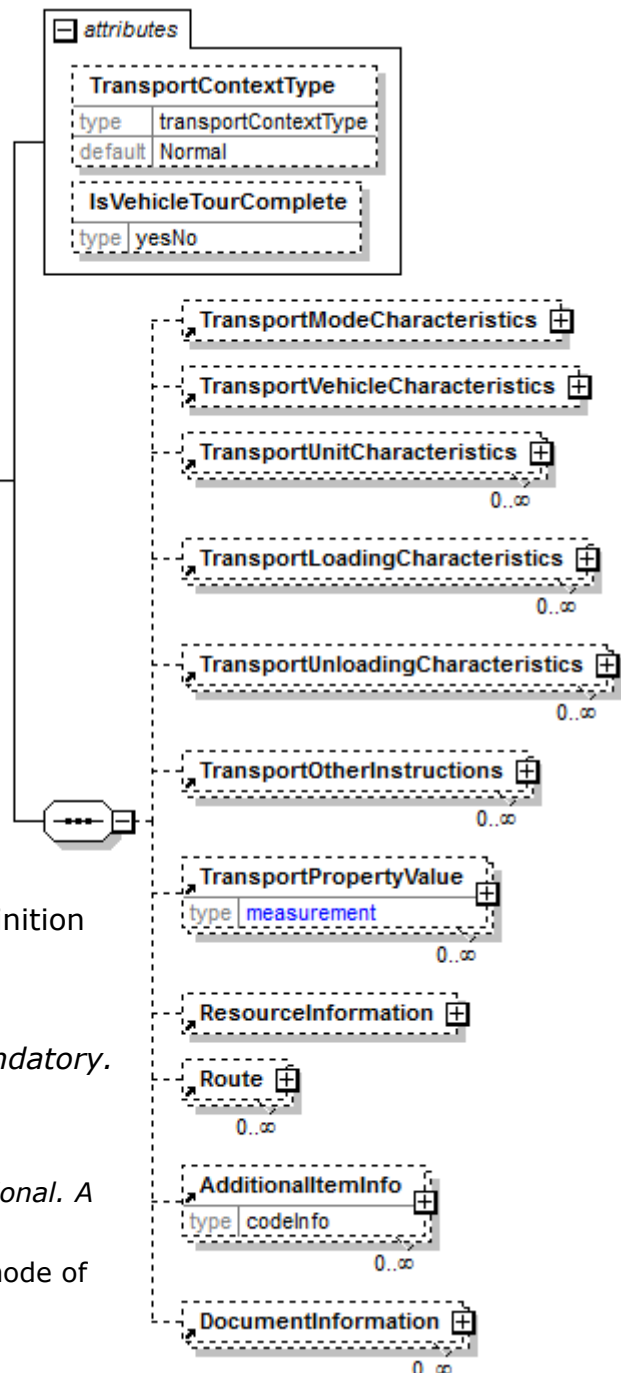 attributes
TransportContextType
type transportContextType
default Normal
IsVehicleTourComplete
type yesNo
TransportModeCharacteristics
TransportVehicleCharacteristics
TransportUnitCharacteristics
0..∞
TransportLoadingCharacteristics
0..∞
TransportUnloadingCharacteristics
0..∞
TransportOtherInstructions
0..∞
TransportPropertyValue
inition
type measurement
0..∞
ResourceInformation
ndatory.
Route
0..∞
AdditionalItemInfo
onal. A
type codeInfo
0..∞
node of
DocumentInformation
0..∞